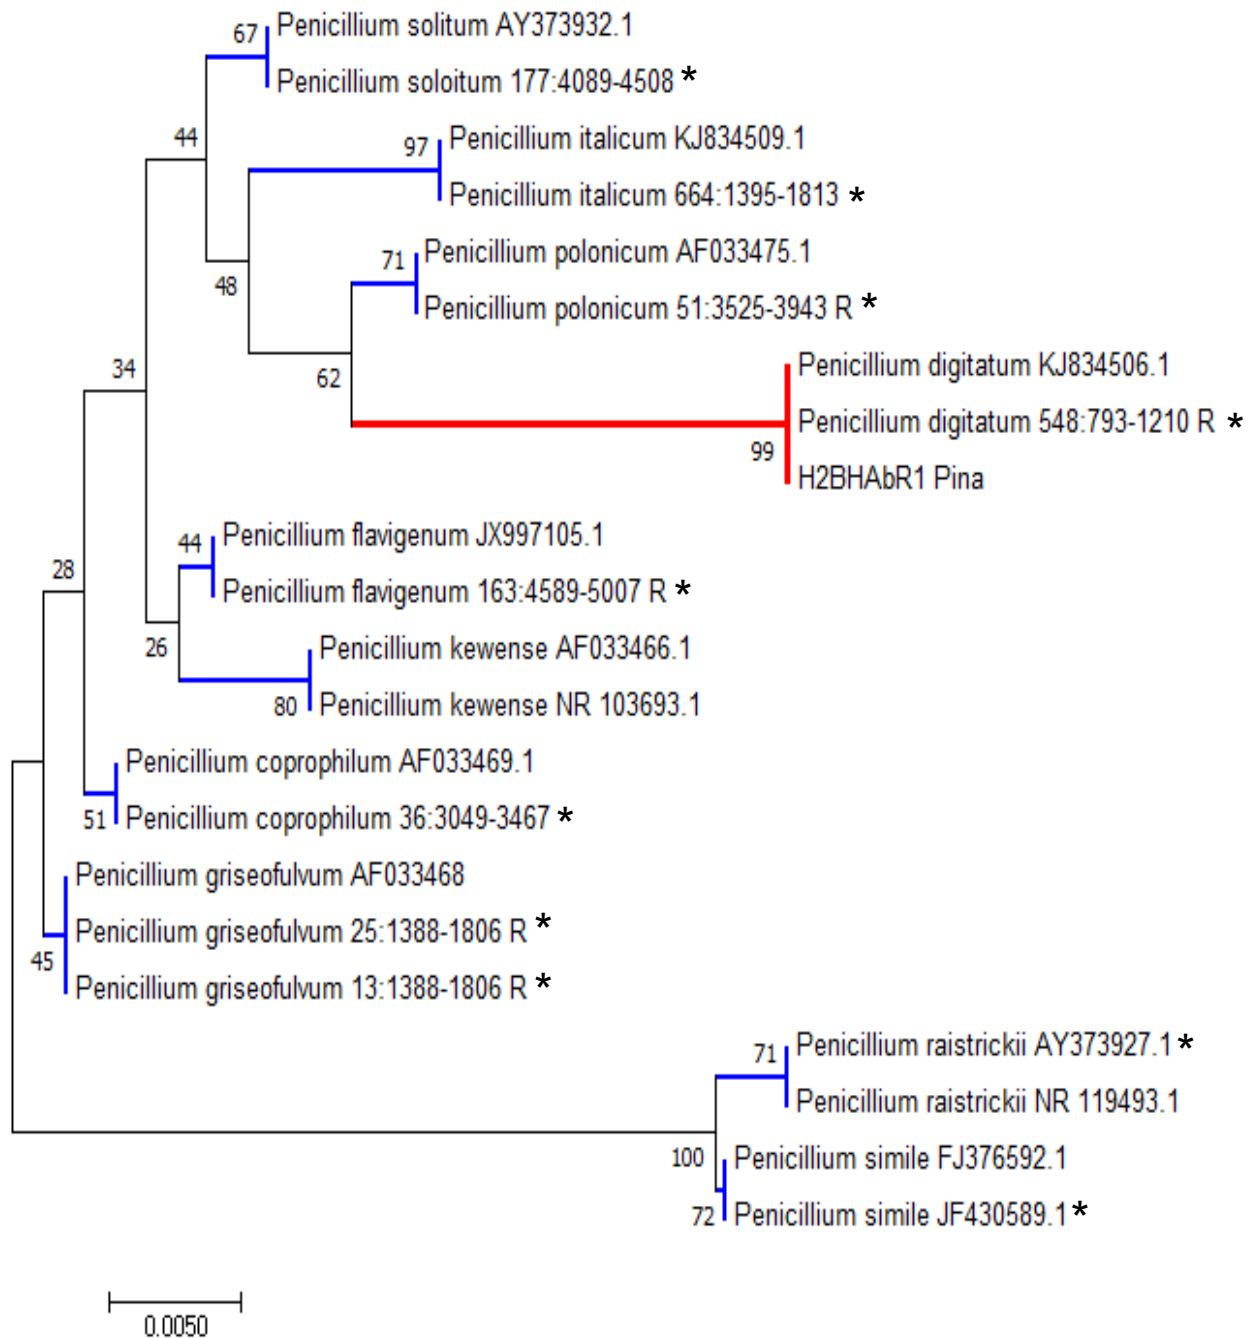 67
Penicillium solitum AY373932.1
Penicillium soloitum 177:4089-4508 *
44
97
Penicillium italicum KJ834509.1
Penicillium italicum 664:1395-1813 *
48
71
Penicillium polonicum AF033475.1
Penicillium polonicum 51:3525-3943 R *
34
62
Penicillium digitatum KJ834506.1
Penicillium digitatum 548:793-1210 R *
99
H2BHAbR1 Pina
44
Penicillium flavigenum JX997105.1
28
Penicillium flavigenum 163:4589-5007 R *
26
Penicillium kewense AF033466.1
80
Penicillium kewense NR 103693.1
Penicillium coprophilum AF033469.1
51
Penicillium coprophilum 36:3049-3467 *
Penicillium griseofulvum AF033468
Penicillium griseofulvum 25:1388-1806 R *
45
Penicillium griseofulvum 13:1388-1806 R *
71
Penicillium raistrickii AY373927.1 *
Penicillium raistrickii NR 119493.1
100
Penicillium simile FJ376592.1
72
Penicillium simile JF430589.1 *
0.0050